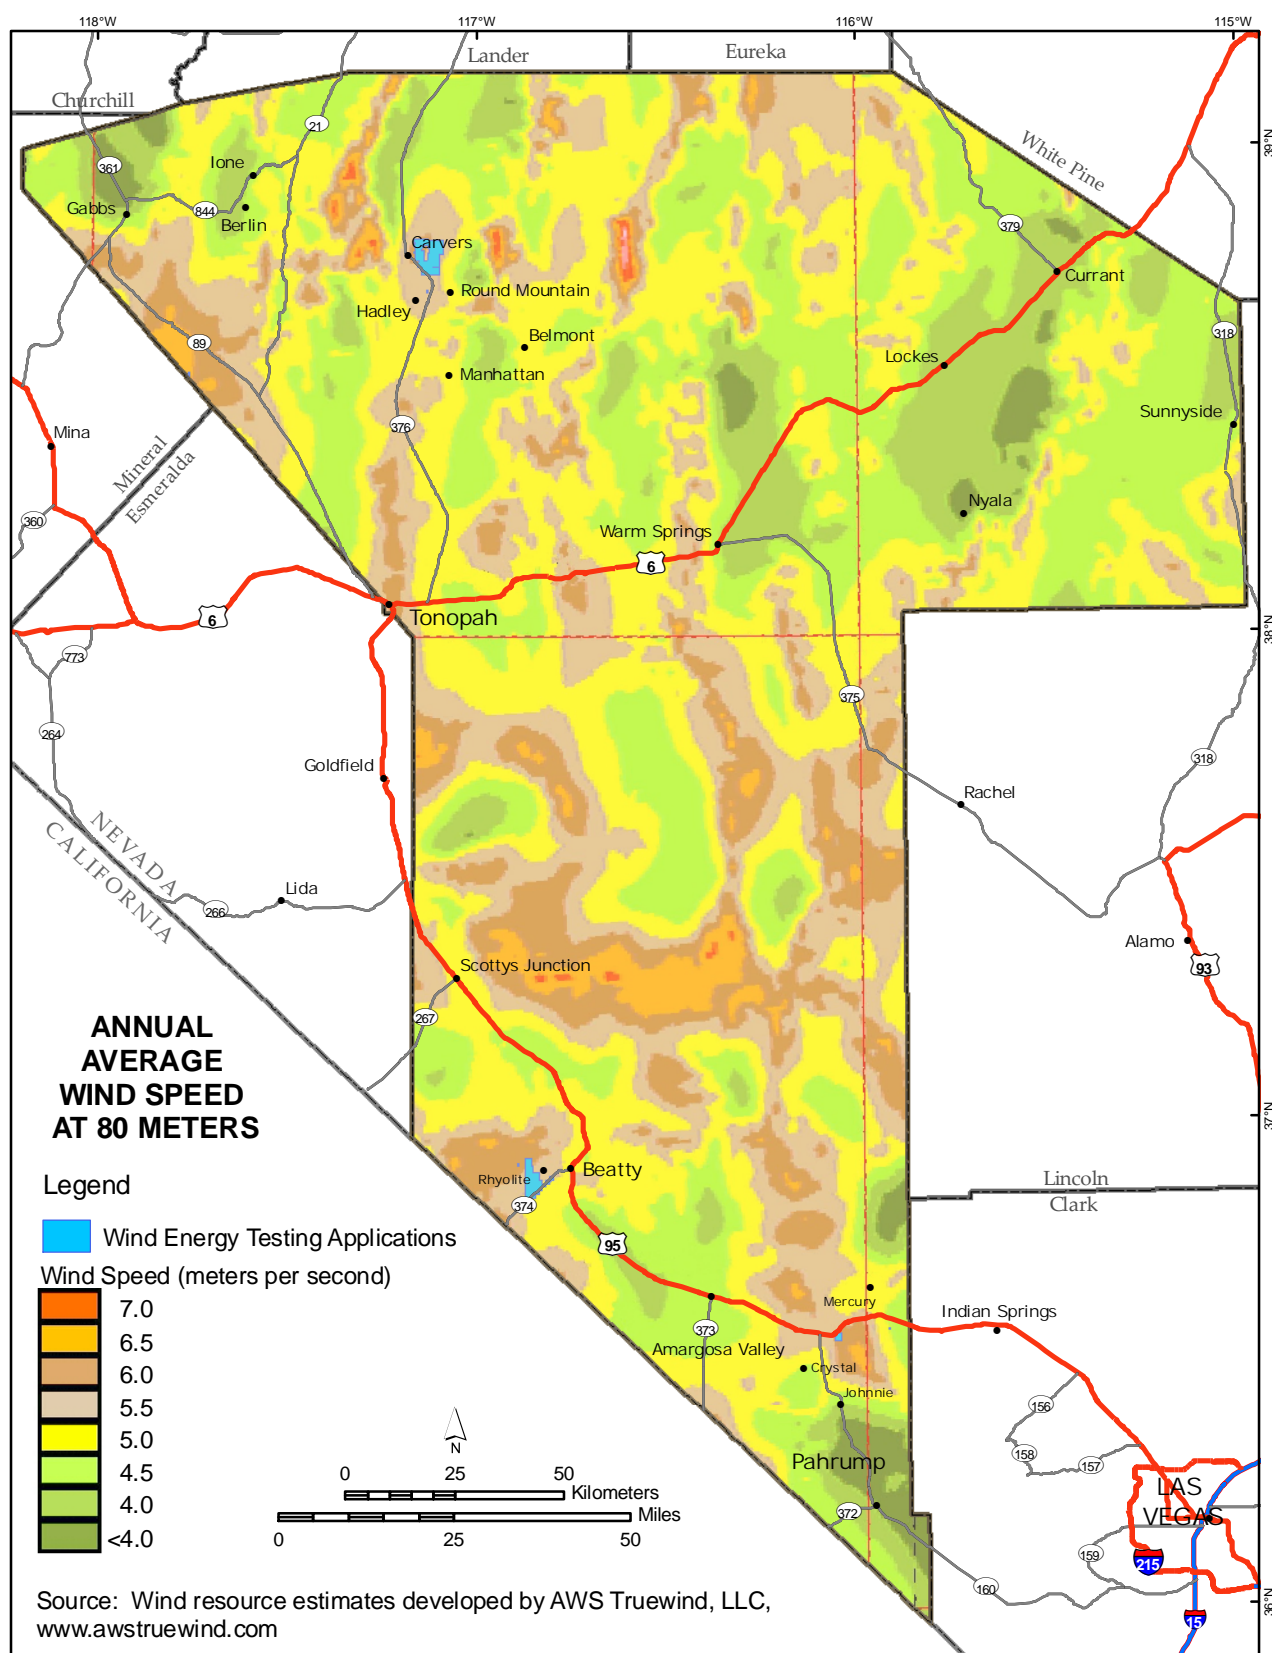 118°W
117°W
116°W
115°W
Lander
Eureka
Churchill
White Pine
39°N
21
361
Ione
Gabbs
844
Berlin
379
Carvers
Currant
Round Mountain
Hadley
89
Belmont
318
Lockes
Manhattan
Sunnyside
376
Mina
Mineral
Esmeralda
360
Nyala
Warm Springs
6
6
Tonopah
38°N
773
375
264
318
Goldfield
Rachel
NEVADA
CALIFORNIA
Lida
266
Alamo
93
Scottys Junction
267
ANNUAL
AVERAGE
WIND SPEED
AT 80 METERS
37°N
Legend
Rhyolite
Beatty
374
Lincoln
Clark
Wind Energy Testing Applications
95
Wind Speed (meters per second)
7.0
6.5
6.0
5.5
5.0
4.5
4.0
<4.0
Mercury
Indian Springs
373
Amargosa Valley
Crystal
Johnnie
156
158
157
Pahrump
372
LAS
VEGAS
159
215
160
15
36°N
N
0 25 50
Kilometers
Miles
0 25 50
Source: Wind resource estimates developed by AWS Truewind, LLC,
www.awstruewind.com